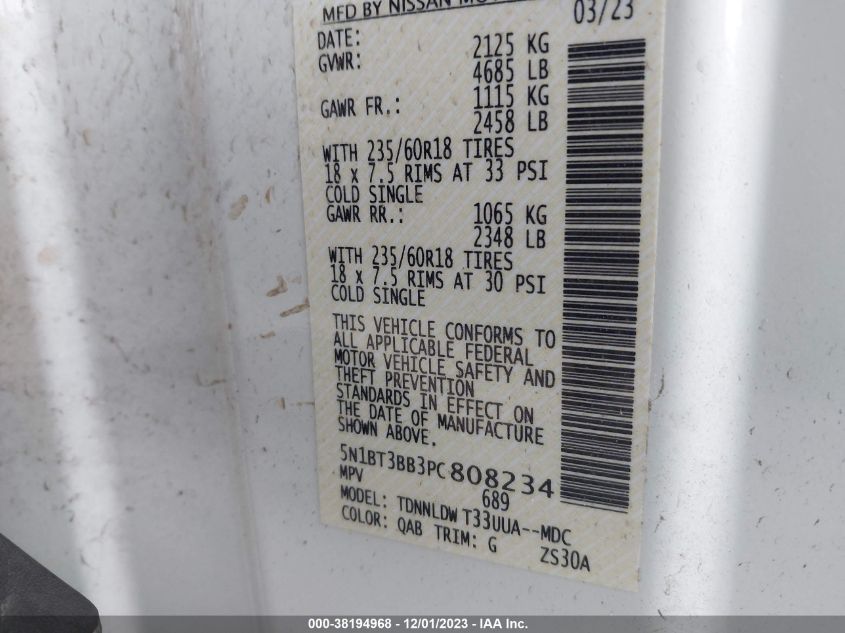 MFD BY NISSAN
DATE: 03/23
GVWR: 2125 KG
4685 LB
GAWR FR.: 1115 KG
2458 LB
WITH 235/60R18 TIRES
18 x 7.5 RIMS AT 33 PSI
COLD SINGLE
GAWR RR.: 1065 KG
2348 LB
WITH 235/60R18 TIRES
18 x 7.5 RIMS AT 30 PSI
COLD SINGLE
THIS VEHICLE CONFORMS TO
ALL APPLICABLE FEDERAL
MOTOR VEHICLE SAFETY AND
THEFT PREVENTION
STANDARDS IN EFFECT ON
THE DATE OF MANUFACTURE
SHOWN ABOVE.
5N1BT3BB3PC808234
MPV 689
MODEL: TDNNLDW T33UUA--MDC
COLOR: QAB TRIM: G ZS30A
000-38194968 - 12/01/2023 - IAA Inc.